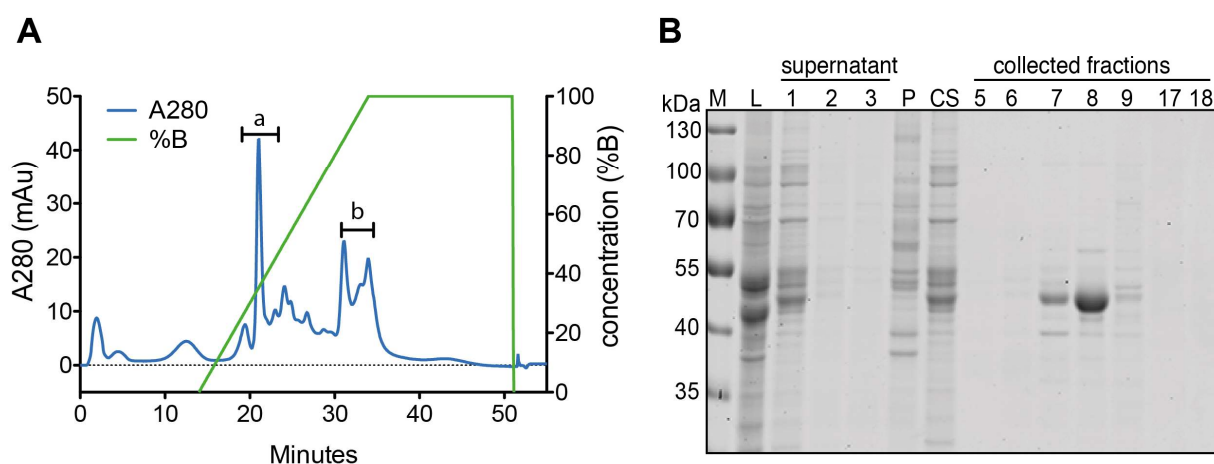 A
50
40
30
20
10
0
A280 (mAu)
A280
%B
a
b
100
80
60
40
20
0
concentration (%B)
0 10 20 30 40 50
Minutes
B
supernatant collected fractions
kDa M L 1 2 3 P CS 5 6 7 8 9 17 18
130
100
70
55
40
35